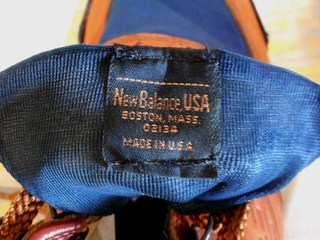 New Balance, USA
BOSTON, MASS.
02134
MADE IN U.S.A